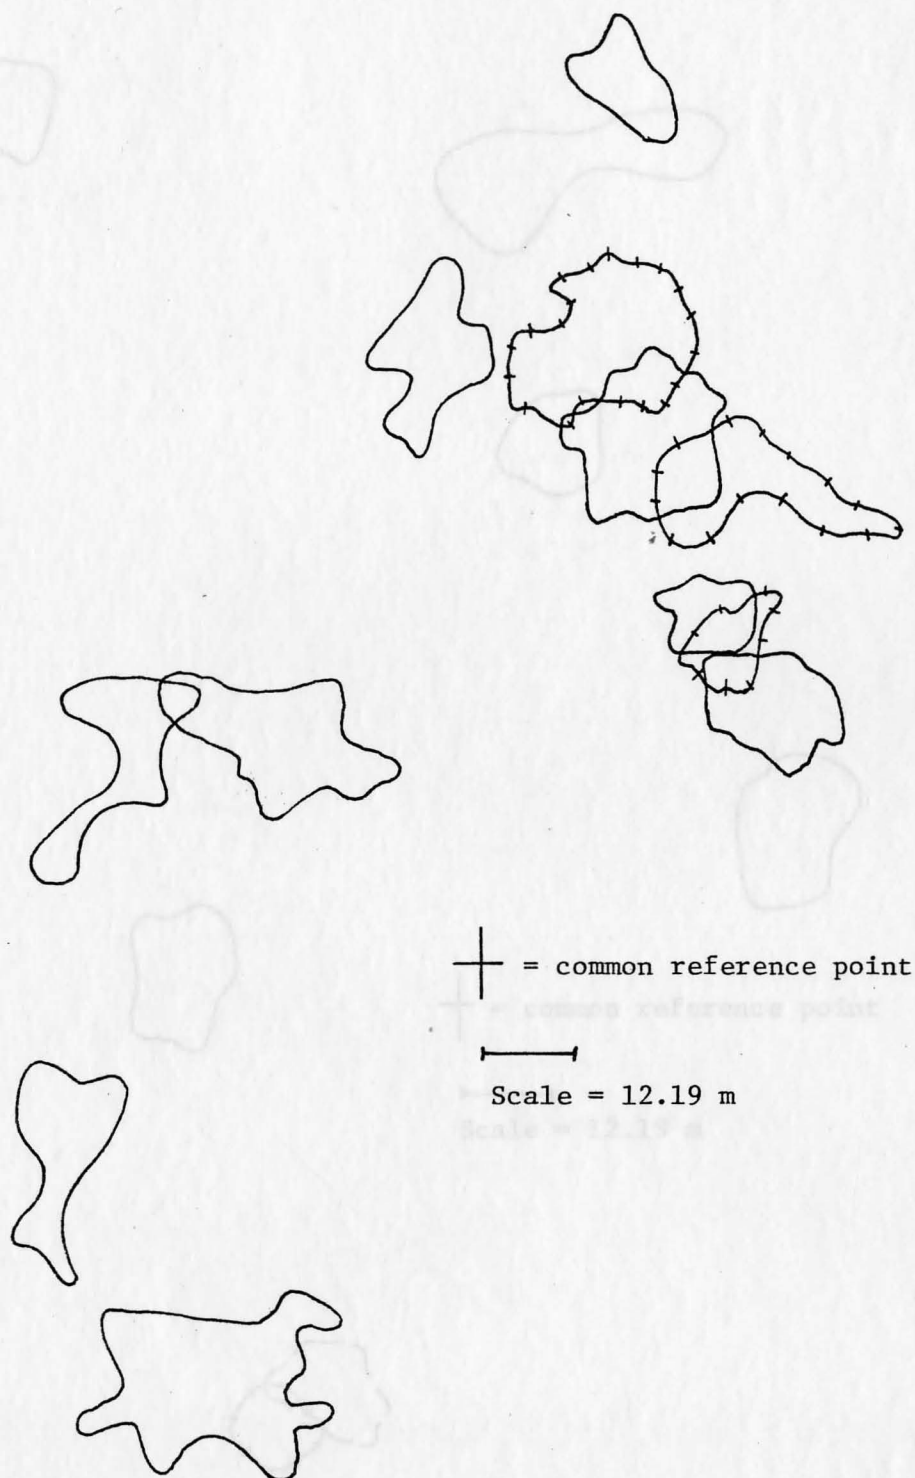 = common reference point
Scale = 12.19 m